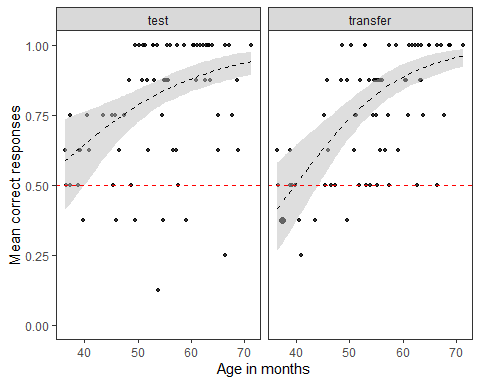 test
transfer
Mean correct responses
1.00
0.75
0.50
0.25
0.00
40 50 60 70
40 50 60 70
Age in months